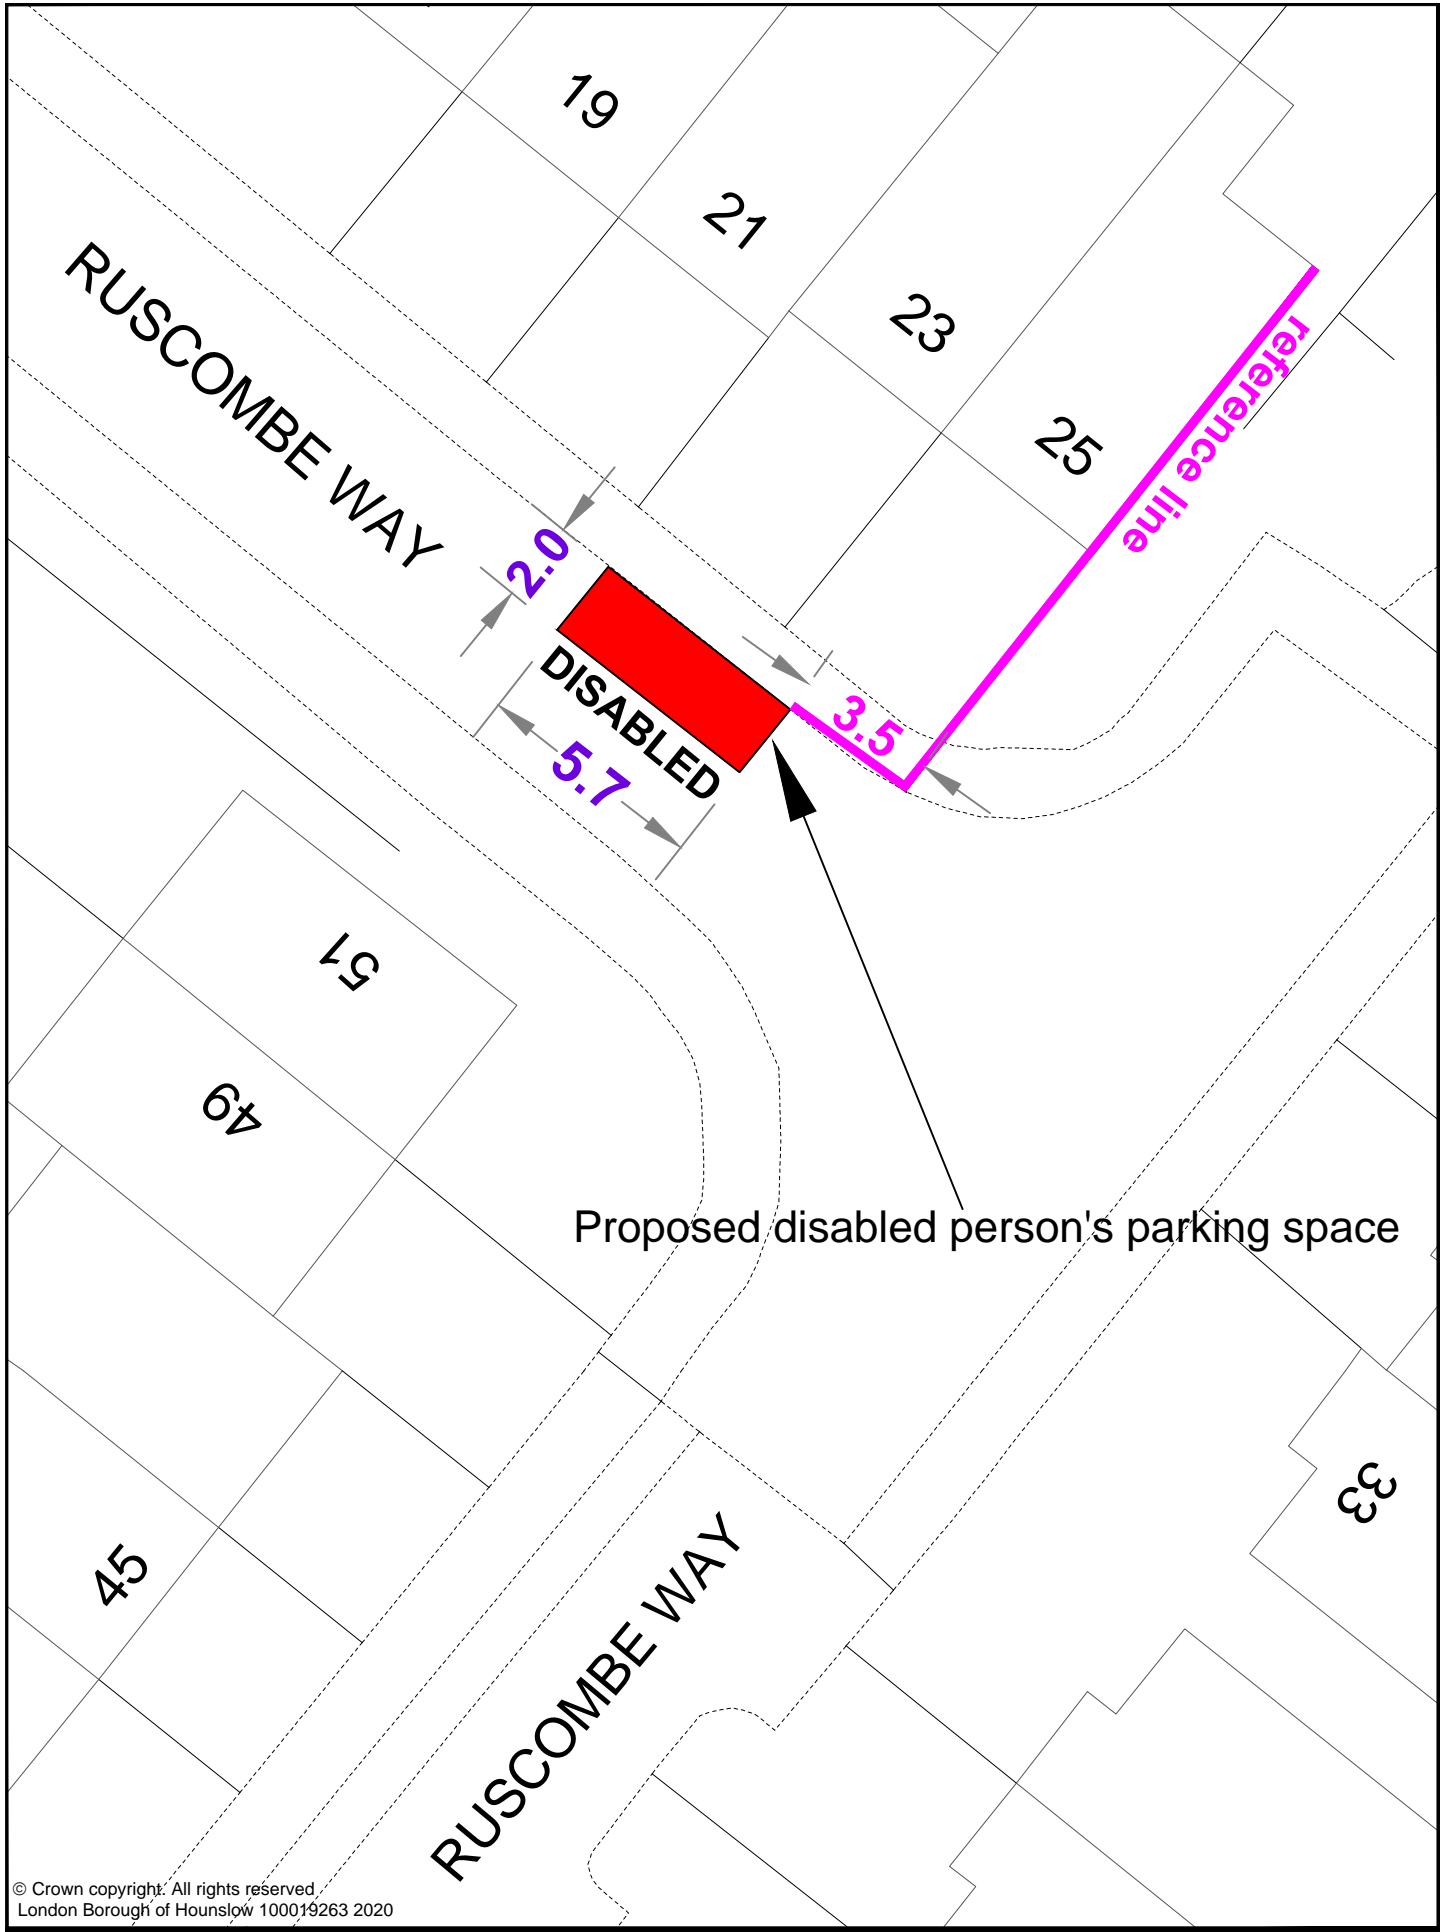 19
21
RUSCOMBE WAY
23
reference line
25
2.0
DISABLED
3.5
5.7
51
49
Proposed disabled person's parking space
33
45
RUSCOMBE WAY
© Crown copyright. All rights reserved
London Borough of Hounslow 100019263 2020